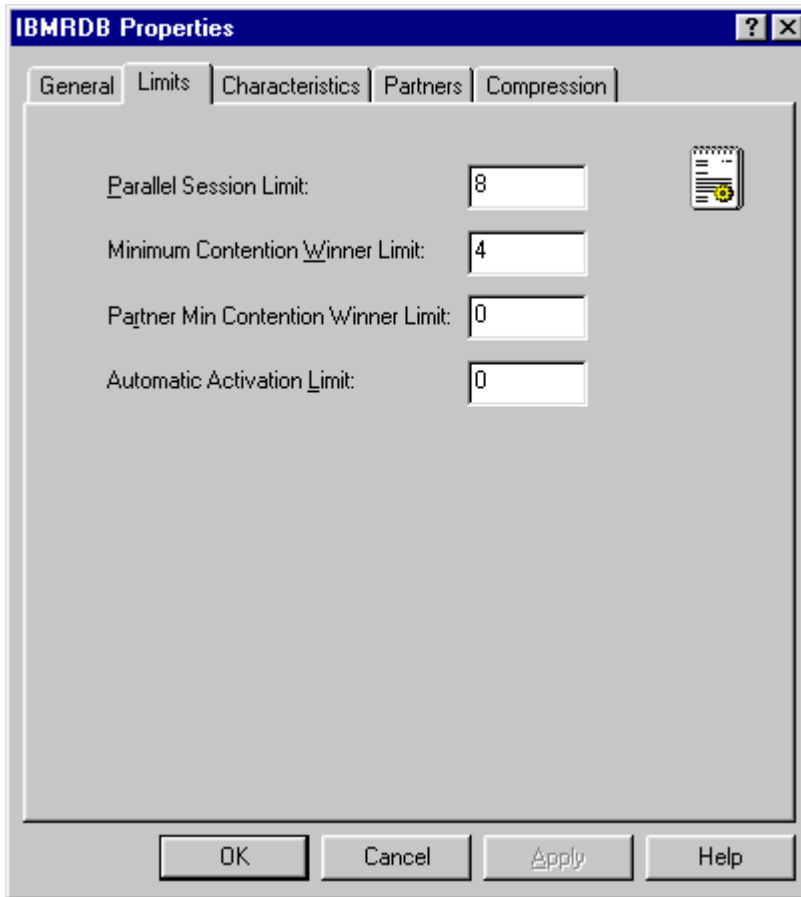 IBMRDB Properties
General Limits Characteristics Partners Compression
Parallel Session Limit: 8
Minimum Contention Winner Limit: 4
Partner Min Contention Winner Limit: 0
Automatic Activation Limit: 0
OK Cancel Apply Help